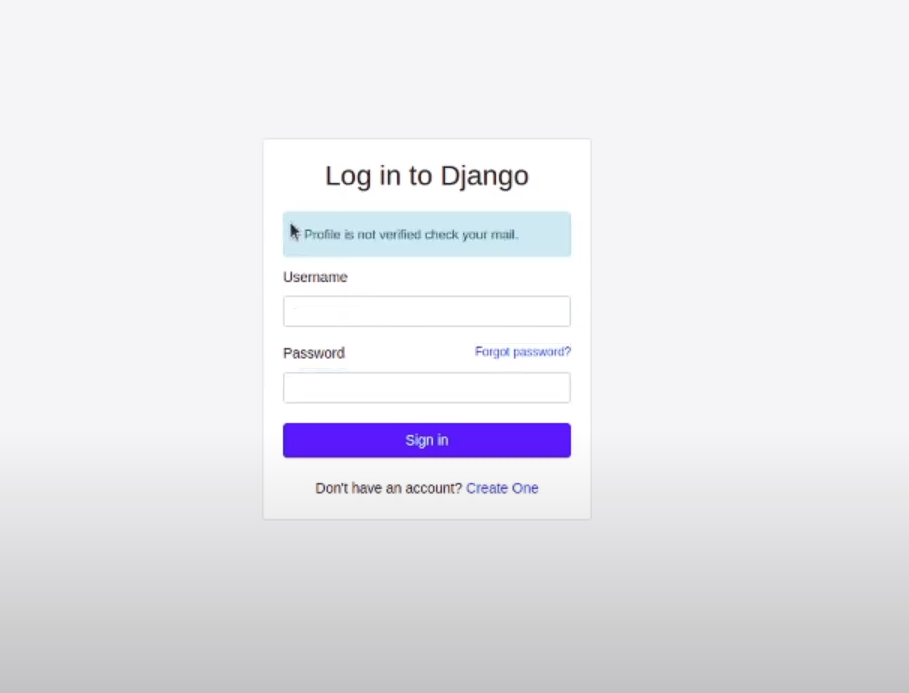 Log in to Django
Profile is not verified check your mail.
Username
Password Forgot password?
Sign in
Don't have an account? Create One